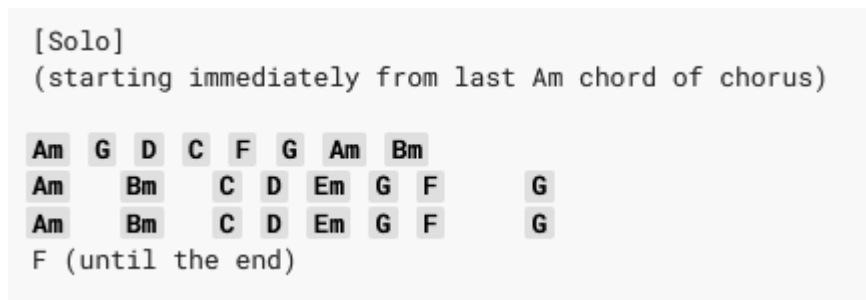 [Solo]
(starting immediately from last Am chord of chorus)
Am G D C F G Am Bm
Am Bm C D Em G F G
Am Bm C D Em G F G
F (until the end)